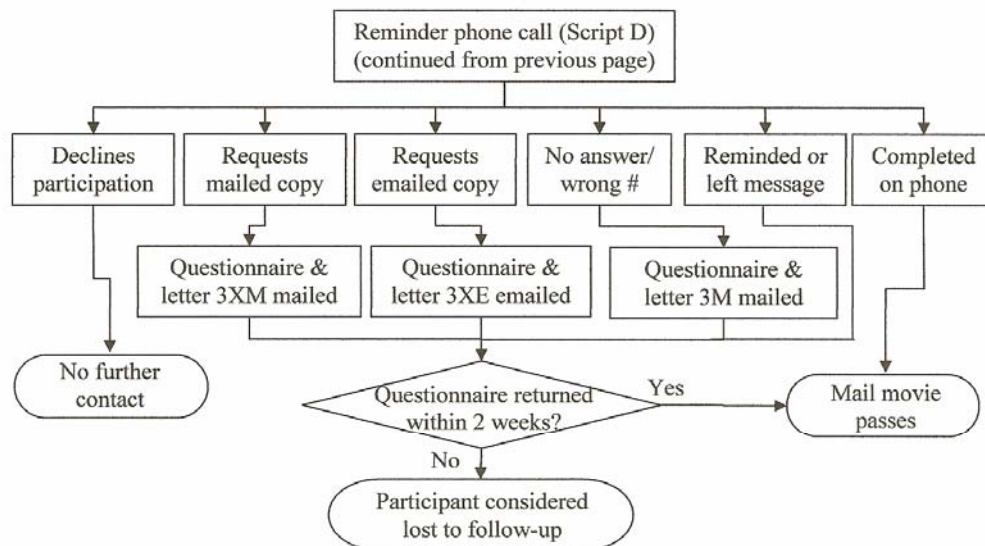 Reminder phone call (Script D)
(continued from previous page)
Declines
participation
Requests
mailed copy
Requests
emailed copy
No answer/
wrong #
Reminded or
left message
Completed
on phone
Questionnaire &
letter 3XM mailed
Questionnaire &
letter 3XE emailed
Questionnaire &
letter 3M mailed
No further
contact
Questionnaire returned
within 2 weeks?
Yes
Mail movie
passes
No
Participant considered
lost to follow-up